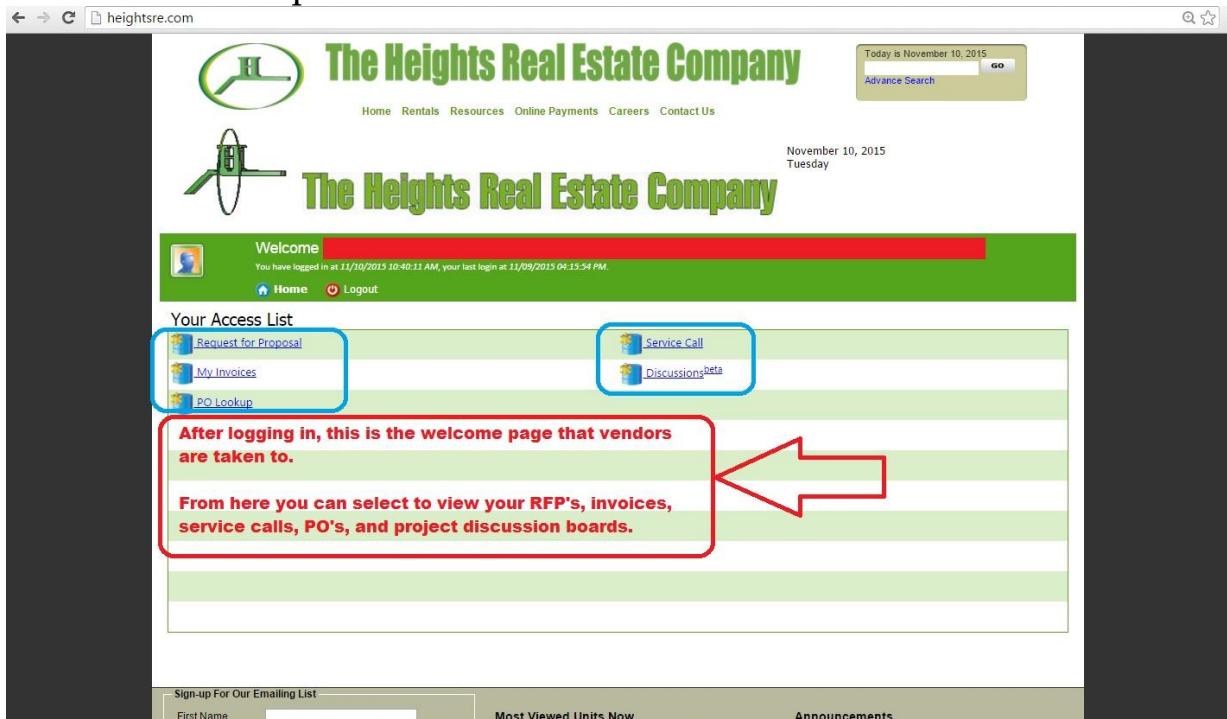 heightsre.com
The Heights Real Estate Company
Today is November 10, 2015
GO
Advance Search
Home Rentals Resources Online Payments Careers Contact Us
H
November 10, 2015
Tuesday
The Heights Real Estate Company
Welcome
You have logged in at 11/10/2015 10:40:11 AM, your last login at 11/09/2015 04:15:54 PM.
Home Logout
Your Access List
Request for Proposal
Service Call
My Invoices
Discussions beta
PO Lookup
After logging in, this is the welcome page that vendors
are taken to.
From here you can select to view your RFP's, invoices,
service calls, PO's, and project discussion boards.
Sign-up For Our Emailing List
First Name
Most Viewed Units Now
Announcements